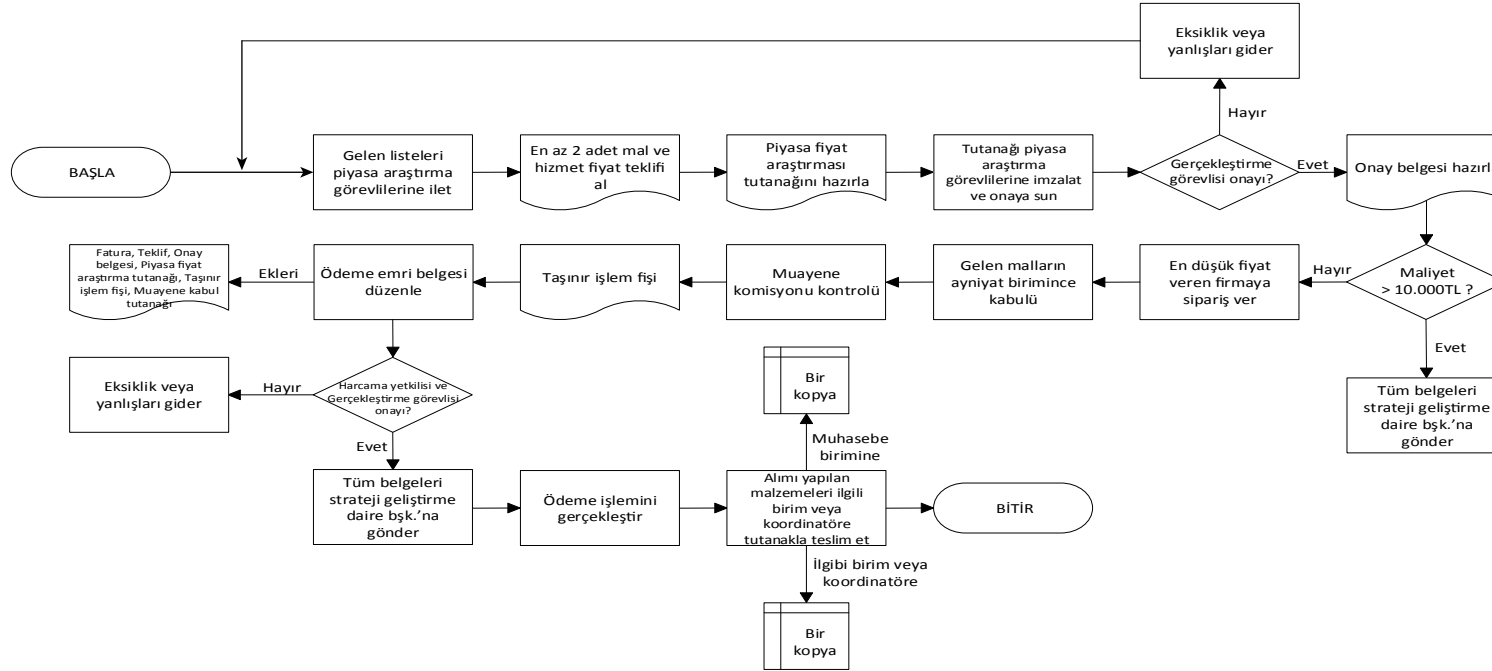 Eksiklik veya
yanlışları gider
Hayır
BAŞLA
Gelen listeleri
piyasa araştırma
görevlilerine ilet
En az 2 adet mal ve
hizmet fiyat teklifi
al
Piyasa fiyat
araştırması
tutanağını hazırla
Tutanağı piyasa
araştırma
görevlilerine imzalat
ve onaya sun
Gerçekleştirme
görevlisi onayı?
Evet
Onay belgesi hazırl
Fatura, Teklif, Onay
belgesi, Piyasa fiyat
araştırma tutanağı, Taşınır
işlem fişi, Muayene kabul
tutanağı
Ekleri
Ödeme emri belgesi
düzenle
Taşınır işlem fişi
Muayene
komisyonu kontrolü
Gelen malların
ayniyat birimince
kabulü
En düşük fiyat
veren firmaya
sipariş ver
Hayır
Maliyet
> 10.000TL ?
Evet
Tüm belgeleri
strateji geliştirme
daire bşk.’na
gönder
Eksiklik veya
yanlışları gider
Hayır
Harcama yetkilisi ve
Gerçekleştirme görevlisi
onayı?
Evet
Bir
kopya
Muhasebe
birimine
Tüm belgeleri
strateji geliştirme
daire bşk.’na
gönder
Ödeme işlemini
gerçekleştir
Alımı yapılan
malzemeleri ilgili
birim veya
koordinatöre
tutanakla teslim et
BİTİR
İlgibi birim veya
koordinatöre
Bir
kopya